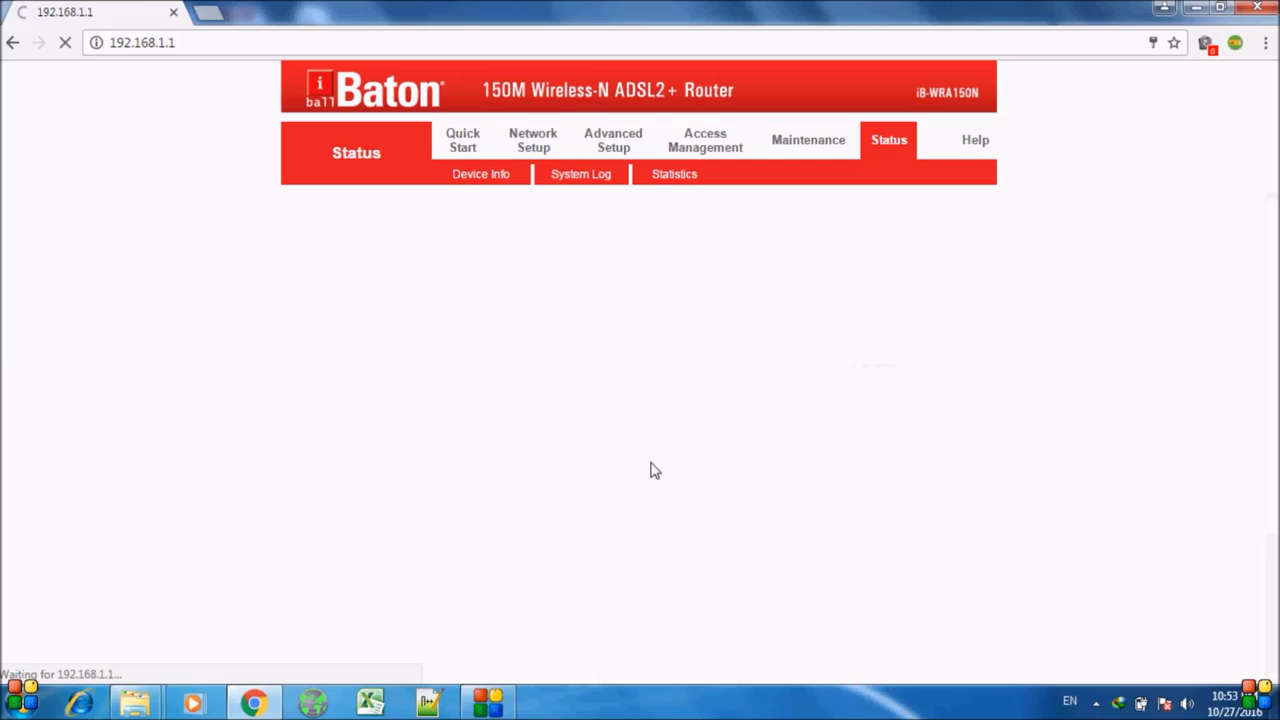 192.168.1.1
192.168.1.1
i ball Baton
150M Wireless-N ADSL2+ Router
iB-WRA150N
Status
Quick Start
Network Setup
Advanced Setup
Access Management
Maintenance
Status
Help
Device Info
System Log
Statistics
Waiting for 192.168.1.1...
EN
10:53
10/27/2016